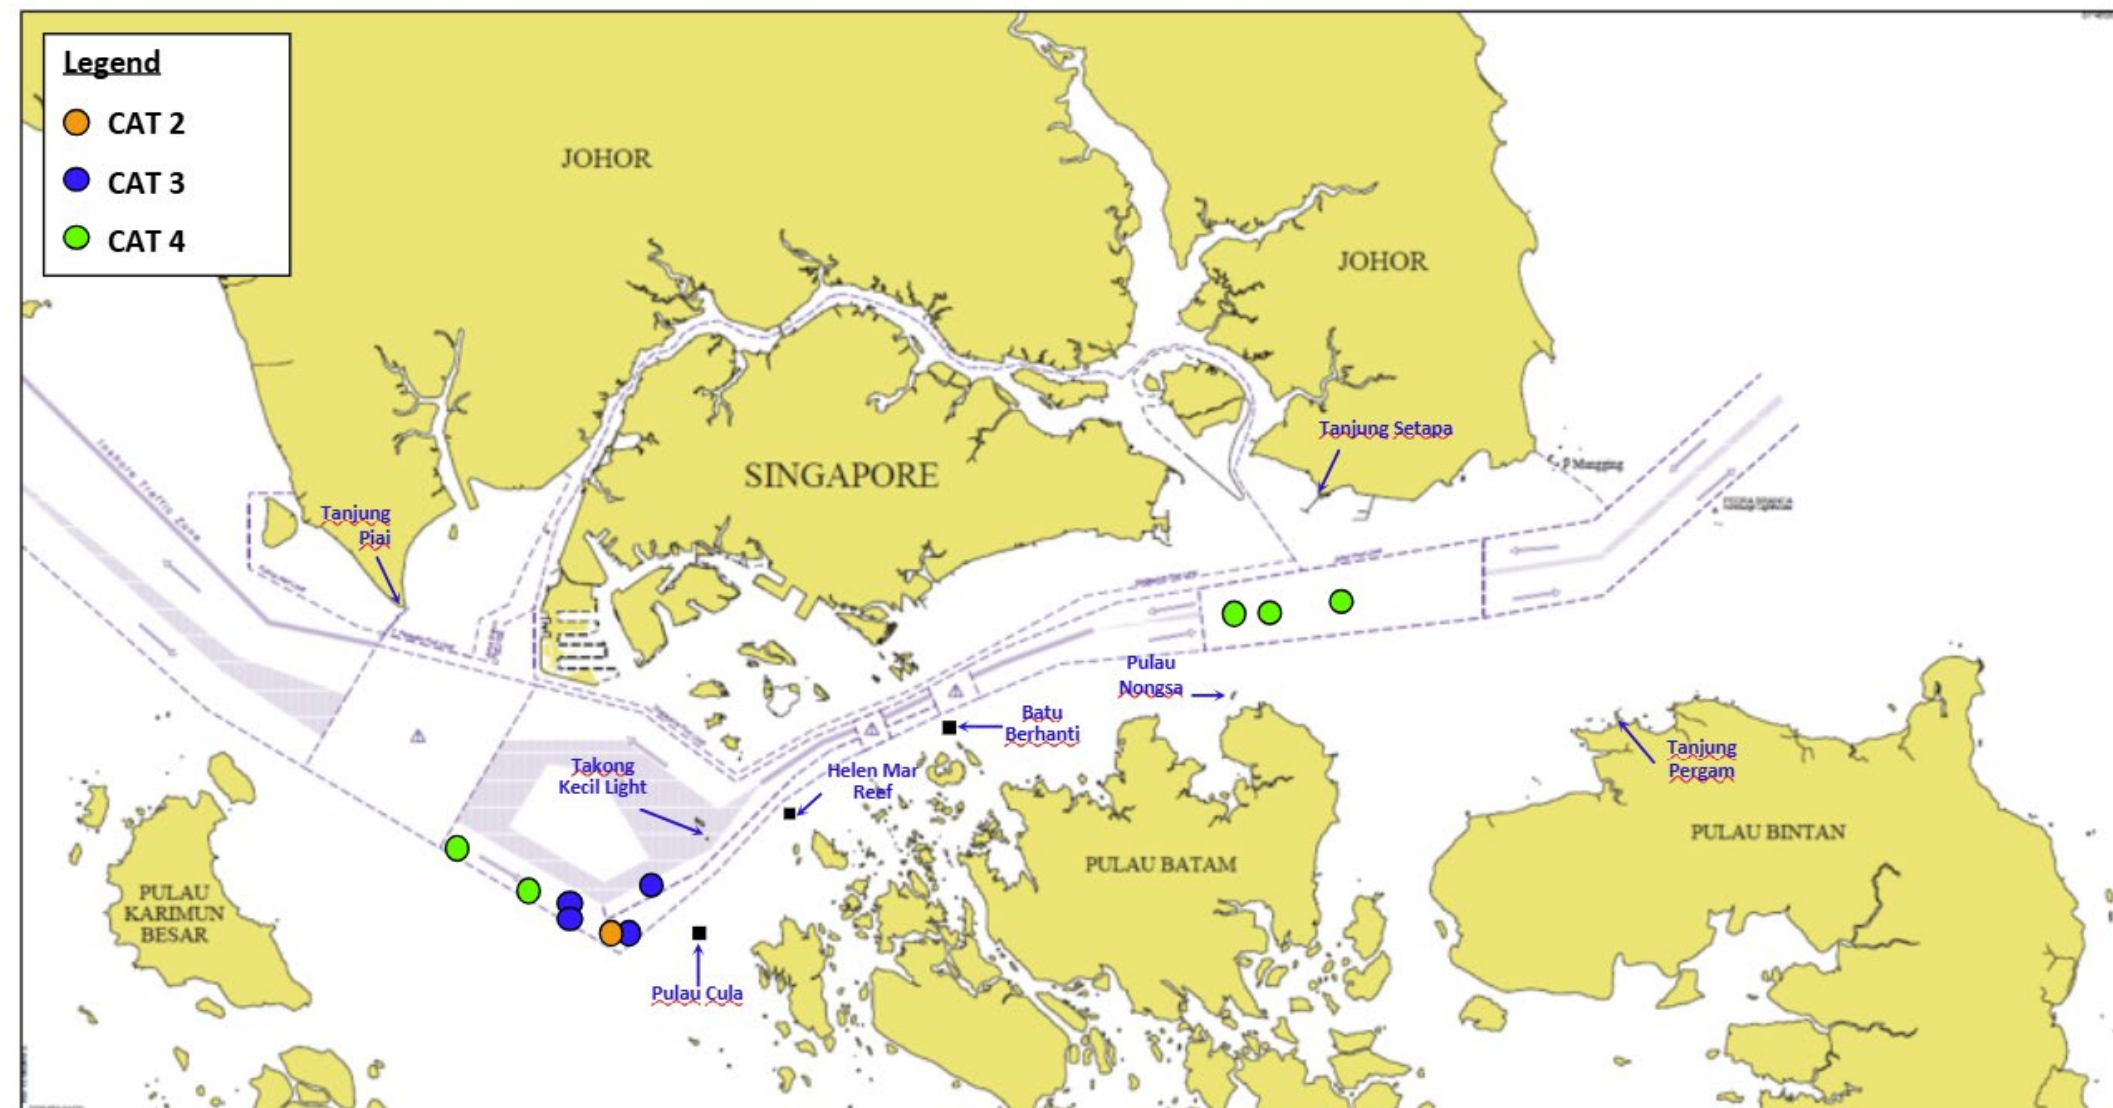 Legend
CAT 2
CAT 3
CAT 4
JOHOR
JOHOR
Tanjung Setapa
P Mungging
SINGAPORE
Tanjung
Piai
Inshore Traffic Zone
Pulau
Nongsa
Batu
Berhanti
Tanjung
Pergam
Takong
Kecil Light
Helen Mar
Reef
PULAU BINTAN
PULAU BATAM
PULAU
KARIMUN
BESAR
Pulau Cula